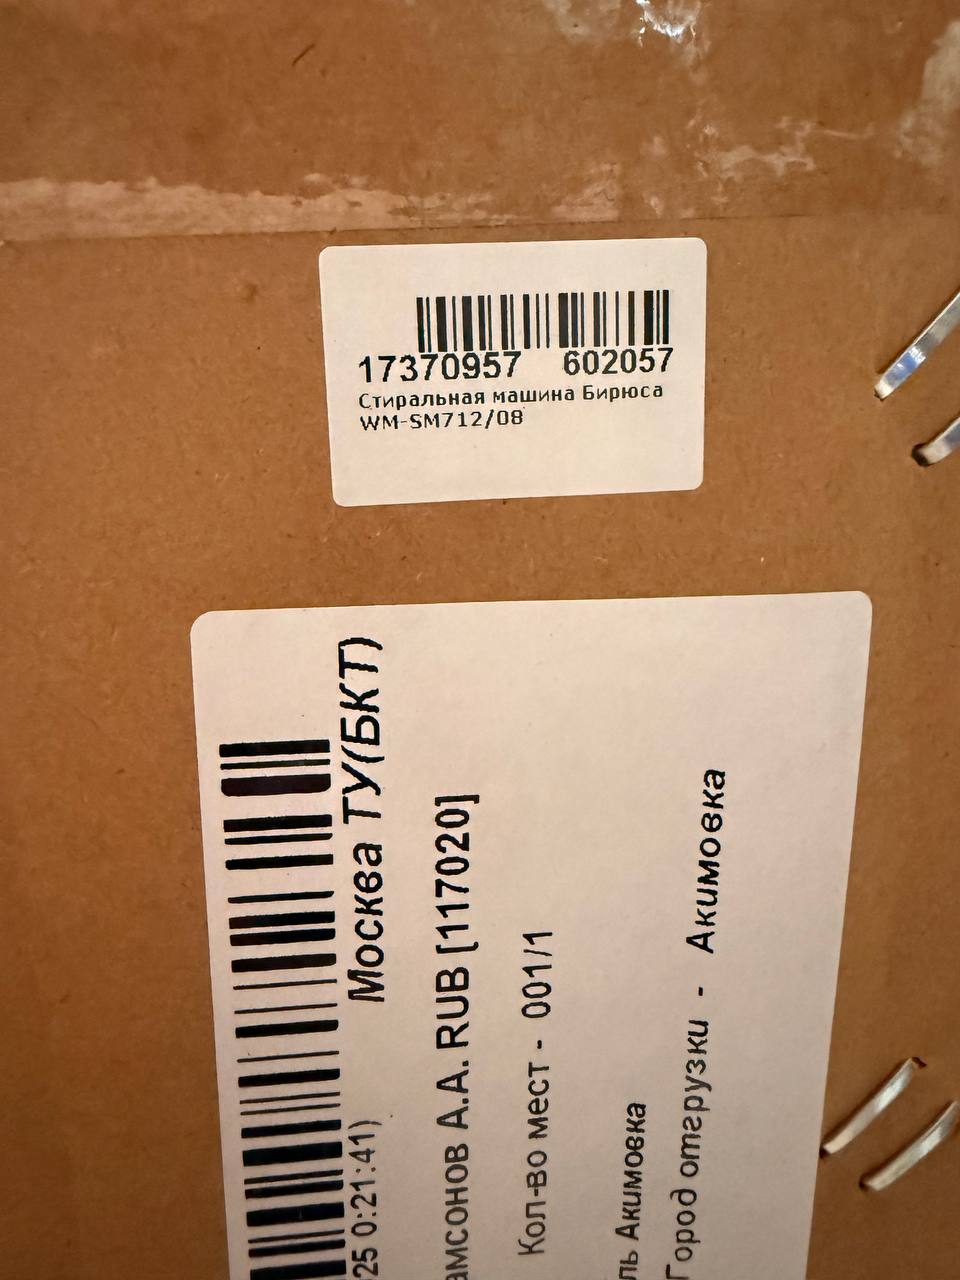 17370957 602057
Стиральная машина Бирюса
WM-SM712/08
Москва ТУ(БКТ)
25 0:21:41)
АМСОНОВ А.А. RUB [117020]
Кол-во мест - 001/1
ль Акимовка
Город отгрузки - Акимовка